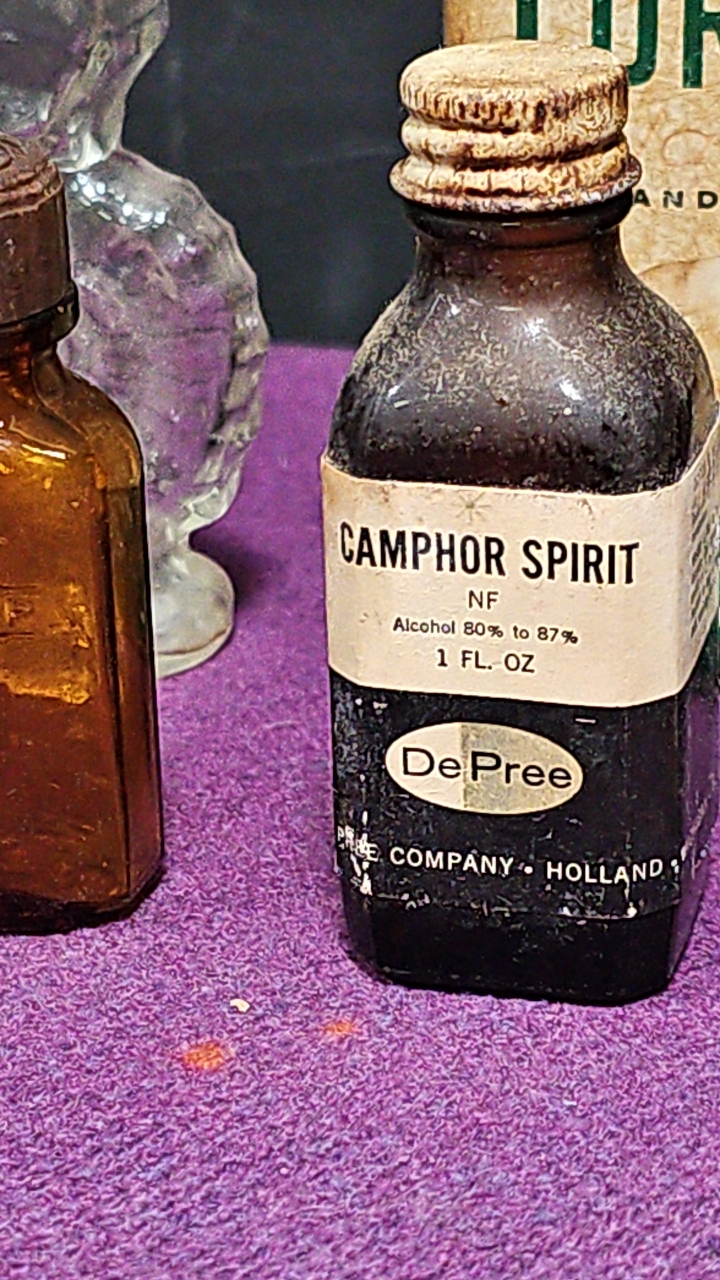 AND
CAMPHOR SPIRIT
NF
Alcohol 80% to 87%
1 FL. OZ
DePree
COMPANY • HOLLAND •